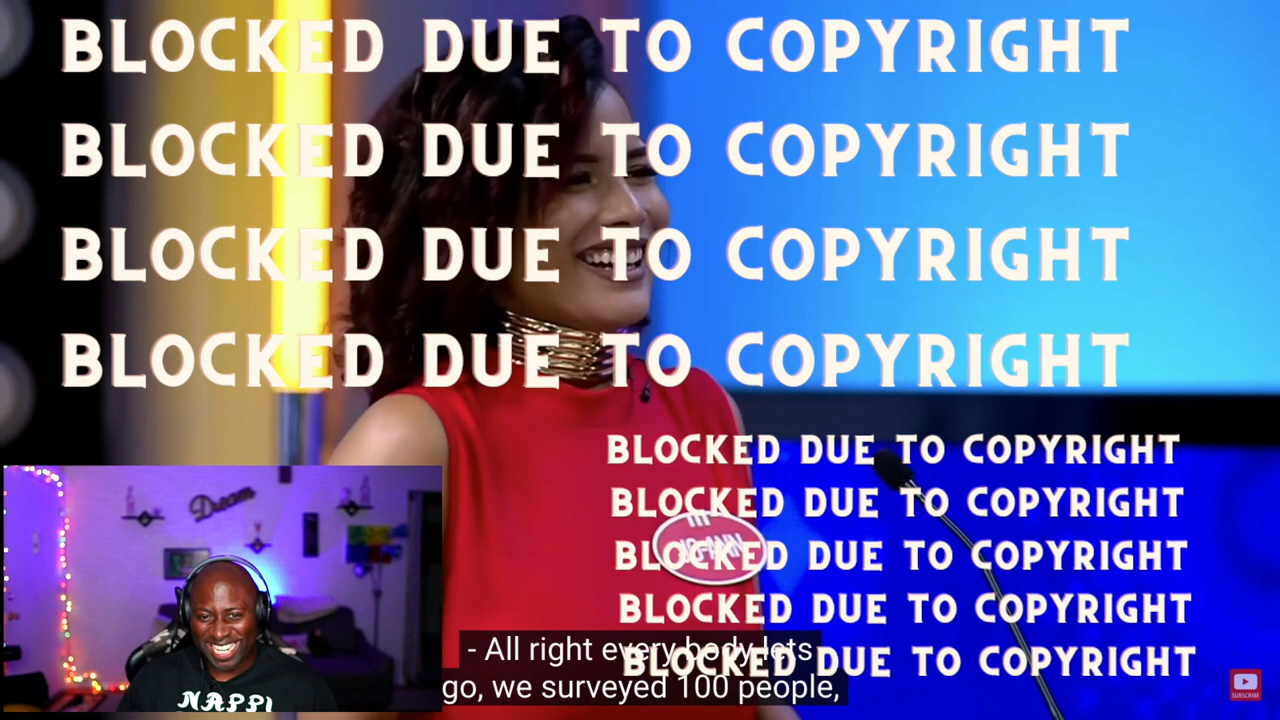 BLOCKED DUE TO COPYRIGHT
BLOCKED DUE TO COPYRIGHT
BLOCKED DUE TO COPYRIGHT
BLOCKED DUE TO COPYRIGHT
BLOCKED DUE TO COPYRIGHT
BLOCKED DUE TO COPYRIGHT
BLOCKED DUE TO COPYRIGHT
BLOCKED DUE TO COPYRIGHT
BLOCKED DUE TO COPYRIGHT
Dream
NAPPI
- All right every body lets
go, we surveyed 100 people,
SUBSCRIBE